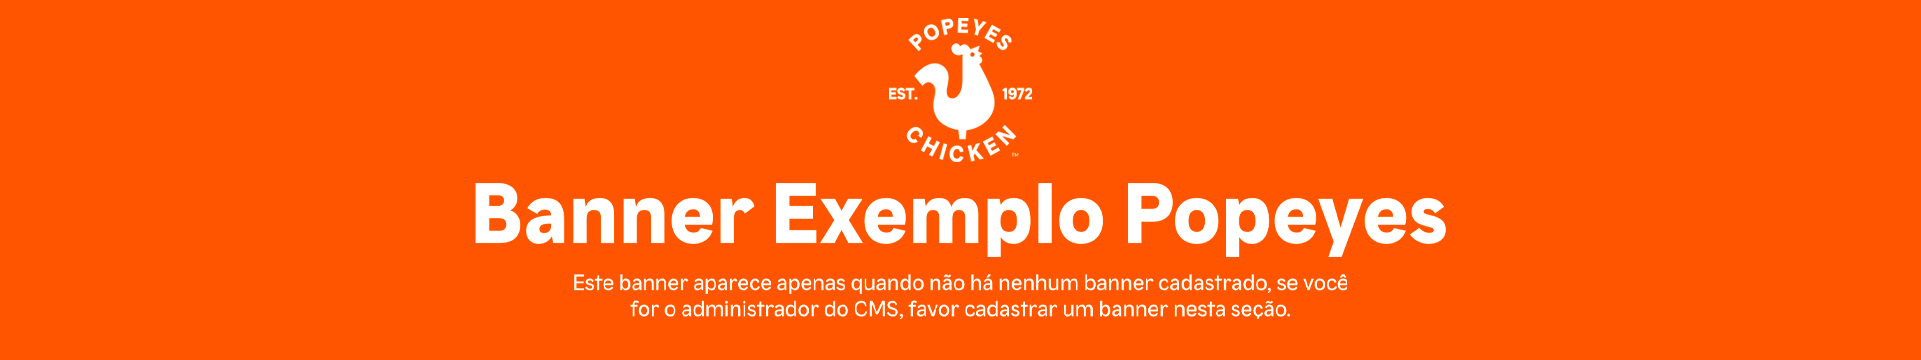 POPEYES
EST. 1972
CHICKEN™
Banner Exemplo Popeyes
Este banner aparece apenas quando não há nenhum banner cadastrado, se você
for o administrador do CMS, favor cadastrar um banner nesta seção.